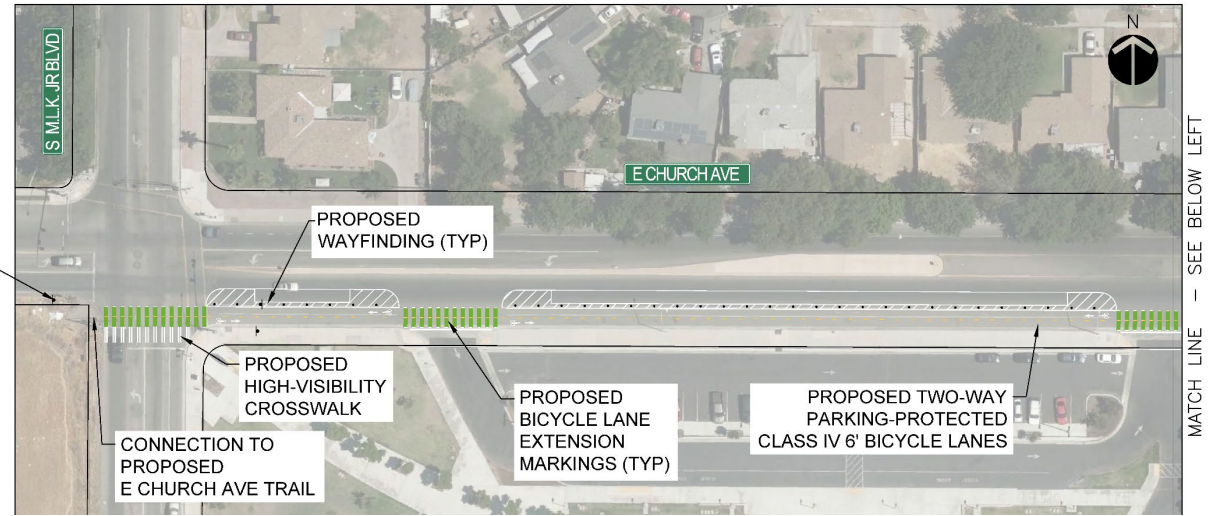 S M.L.K. JR BLVD
N
E CHURCH AVE
PROPOSED
WAYFINDING (TYP)
PROPOSED
HIGH-VISIBILITY
CROSSWALK
PROPOSED
BICYCLE LANE
EXTENSION
MARKINGS (TYP)
PROPOSED TWO-WAY
PARKING-PROTECTED
CLASS IV 6' BICYCLE LANES
CONNECTION TO
PROPOSED
E CHURCH AVE TRAIL
MATCH LINE – SEE BELOW LEFT